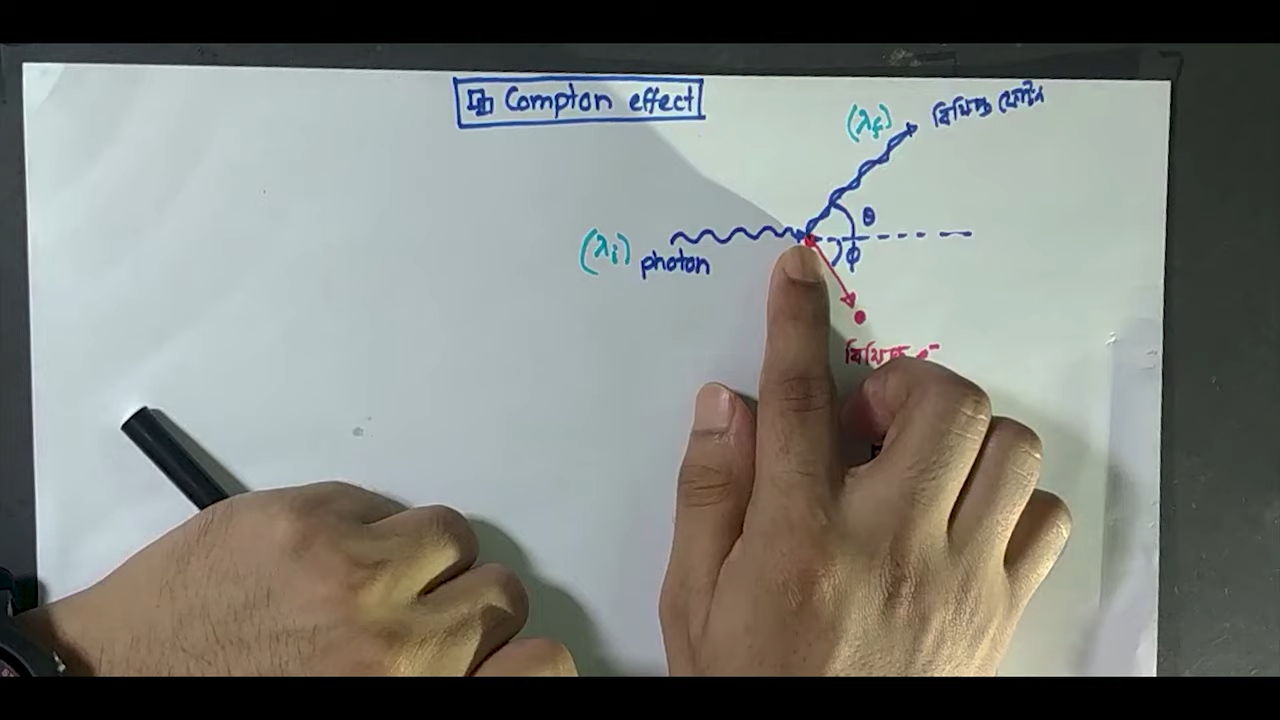 Compton effect
(λf)
বিক্ষিপ্ত ফোটন
θ
(λi)
photon
ϕ
e⁻